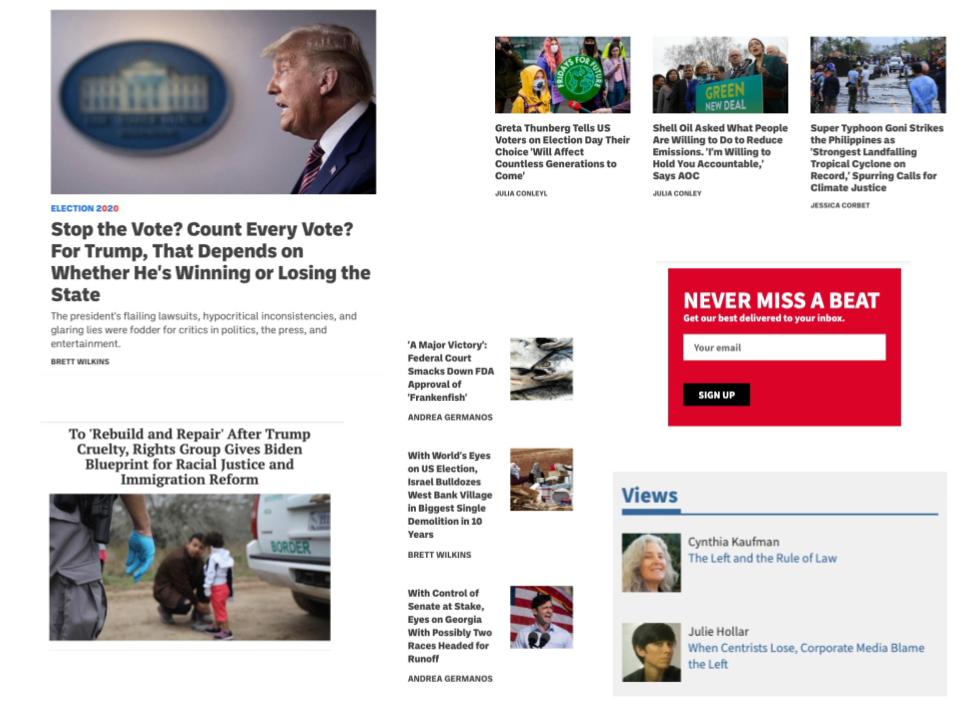 ELECTION 2020
Stop the Vote? Count Every Vote?
For Trump, That Depends on
Whether He's Winning or Losing the
State
The president's flailing lawsuits, hypocritical inconsistencies, and
glaring lies were fodder for critics in politics, the press, and
entertainment.
BRETT WILKINS
To 'Rebuild and Repair' After Trump
Cruelty, Rights Group Gives Biden
Blueprint for Racial Justice and
Immigration Reform
BORDER
'A Major Victory':
Federal Court
Smacks Down FDA
Approval of
'Frankenfish'
ANDREA GERMANOS
With World's Eyes
on US Election,
Israel Bulldozes
West Bank Village
in Biggest Single
Demolition in 10
Years
BRETT WILKINS
With Control of
Senate at Stake,
Eyes on Georgia
With Possibly Two
Races Headed for
Runoff
ANDREA GERMANOS
FRIDAYS FOR FUTURE
Greta Thunberg Tells US
Voters on Election Day Their
Choice 'Will Affect
Countless Generations to
Come'
JULIA CONLEYL
GREEN
NEW DEAL
Shell Oil Asked What People
Are Willing to Do to Reduce
Emissions. 'I'm Willing to
Hold You Accountable,'
Says AOC
JULIA CONLEY
Super Typhoon Goni Strikes
the Philippines as
'Strongest Landfalling
Tropical Cyclone on
Record,' Spurring Calls for
Climate Justice
JESSICA CORBET
NEVER MISS A BEAT
Get our best delivered to your inbox.
Your email
SIGN UP
Views
Cynthia Kaufman
The Left and the Rule of Law
Julie Hollar
When Centrists Lose, Corporate Media Blame
the Left